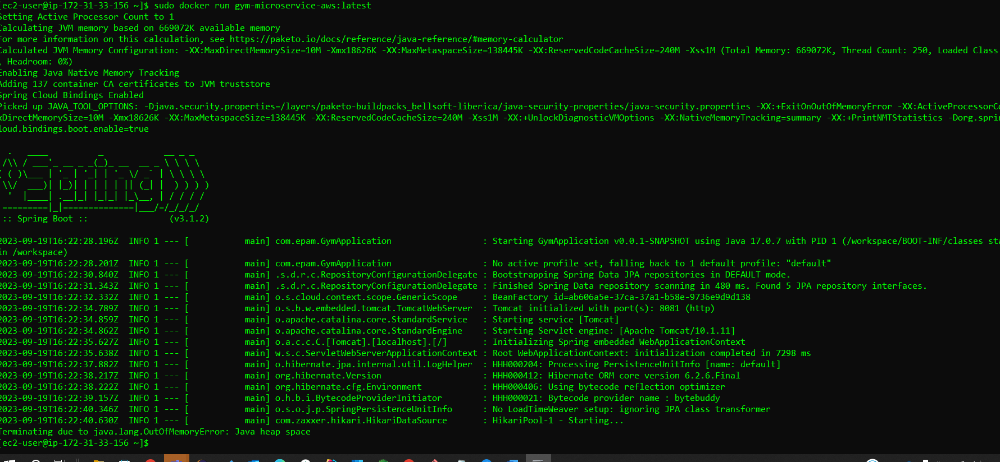 [ec2-user@ip-172-31-33-156 ~]$ sudo docker run gym-microservice-aws:latest
Setting Active Processor Count to 1
Calculating JVM memory based on 669072K available memory
For more information on this calculation, see https://paketo.io/docs/reference/java-reference/#memory-calculator
Calculated JVM Memory Configuration: -XX:MaxDirectMemorySize=10M -Xmx18626K -XX:MaxMetaspaceSize=138445K -XX:ReservedCodeCacheSize=240M -Xss1M (Total Memory: 669072K, Thread Count: 250, Loaded Class
, Headroom: 0%)
Enabling Java Native Memory Tracking
Adding 137 container CA certificates to JVM truststore
Spring Cloud Bindings Enabled
Picked up JAVA_TOOL_OPTIONS: -Djava.security.properties=/layers/paketo-buildpacks_bellsoft-liberica/java-security-properties/java-security.properties -XX:+ExitOnOutOfMemoryError -XX:ActiveProcessorCo
xDirectMemorySize=10M -Xmx18626K -XX:MaxMetaspaceSize=138445K -XX:ReservedCodeCacheSize=240M -Xss1M -XX:+UnlockDiagnosticVMOptions -XX:NativeMemoryTracking=summary -XX:+PrintNMTStatistics -Dorg.sprin
loud.bindings.boot.enable=true
:: Spring Boot :: (v3.1.2)
2023-09-19T16:22:28.196Z INFO 1 --- [ main] com.epam.GymApplication : Starting GymApplication v0.0.1-SNAPSHOT using Java 17.0.7 with PID 1 (/workspace/BOOT-INF/classes sta
in /workspace)
2023-09-19T16:22:28.201Z INFO 1 --- [ main] com.epam.GymApplication : No active profile set, falling back to 1 default profile: "default"
2023-09-19T16:22:30.840Z INFO 1 --- [ main] .s.d.r.c.RepositoryConfigurationDelegate : Bootstrapping Spring Data JPA repositories in DEFAULT mode.
2023-09-19T16:22:31.343Z INFO 1 --- [ main] .s.d.r.c.RepositoryConfigurationDelegate : Finished Spring Data repository scanning in 480 ms. Found 5 JPA repository interfaces.
2023-09-19T16:22:32.332Z INFO 1 --- [ main] o.s.cloud.context.scope.GenericScope : BeanFactory id=ab606a5e-37ca-37a1-b58e-9736e9d9d138
2023-09-19T16:22:34.789Z INFO 1 --- [ main] o.s.b.w.embedded.tomcat.TomcatWebServer : Tomcat initialized with port(s): 8081 (http)
2023-09-19T16:22:34.859Z INFO 1 --- [ main] o.apache.catalina.core.StandardService : Starting service [Tomcat]
2023-09-19T16:22:34.862Z INFO 1 --- [ main] o.apache.catalina.core.StandardEngine : Starting Servlet engine: [Apache Tomcat/10.1.11]
2023-09-19T16:22:35.627Z INFO 1 --- [ main] o.a.c.c.C.[Tomcat].[localhost].[/] : Initializing Spring embedded WebApplicationContext
2023-09-19T16:22:35.638Z INFO 1 --- [ main] w.s.c.ServletWebServerApplicationContext : Root WebApplicationContext: initialization completed in 7298 ms
2023-09-19T16:22:37.882Z INFO 1 --- [ main] o.hibernate.jpa.internal.util.LogHelper : HHH000204: Processing PersistenceUnitInfo [name: default]
2023-09-19T16:22:38.217Z INFO 1 --- [ main] org.hibernate.Version : HHH000412: Hibernate ORM core version 6.2.6.Final
2023-09-19T16:22:38.222Z INFO 1 --- [ main] org.hibernate.cfg.Environment : HHH000406: Using bytecode reflection optimizer
2023-09-19T16:22:39.157Z INFO 1 --- [ main] o.h.b.i.BytecodeProviderInitiator : HHH000021: Bytecode provider name : bytebuddy
2023-09-19T16:22:40.346Z INFO 1 --- [ main] o.s.o.j.p.SpringPersistenceUnitInfo : No LoadTimeWeaver setup: ignoring JPA class transformer
2023-09-19T16:22:40.630Z INFO 1 --- [ main] com.zaxxer.hikari.HikariDataSource : HikariPool-1 - Starting...
Terminating due to java.lang.OutOfMemoryError: Java heap space
[ec2-user@ip-172-31-33-156 ~]$